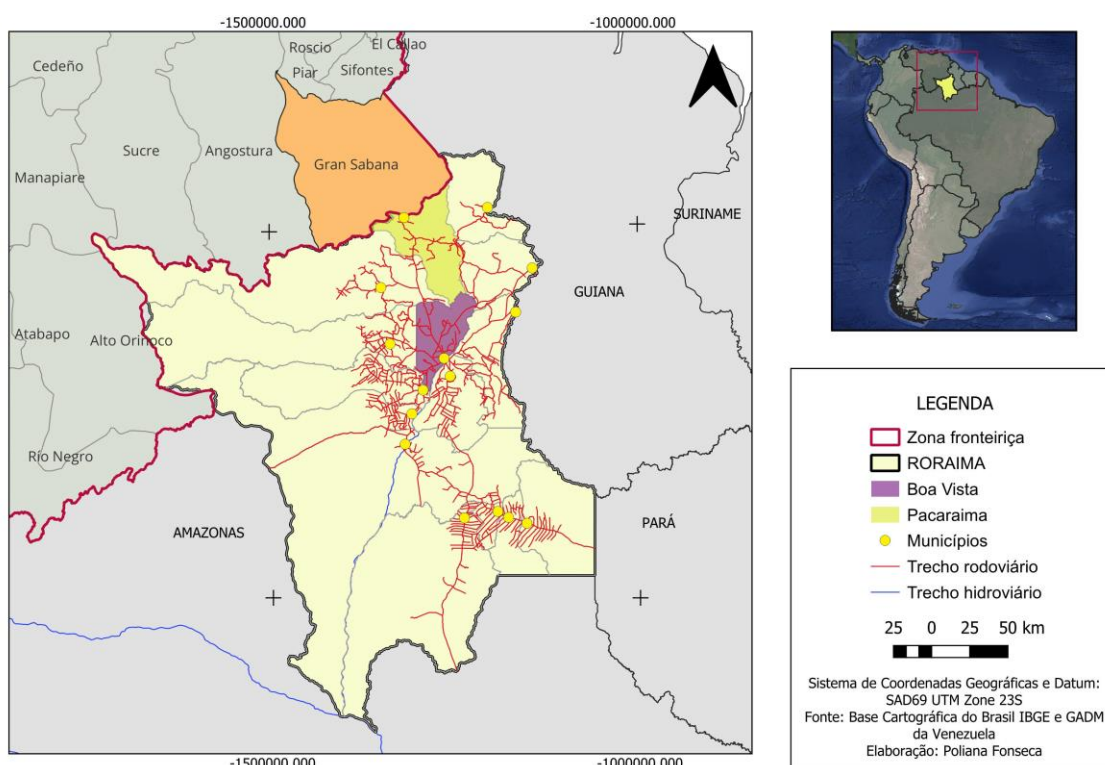 -1500000.000
-1000000.000
Cedeño
Roscio
El Callao
Piar
Sifontes
Sucre
Angostura
Gran Sabana
Manapiare
SURINAME
GUIANA
Atabapo
Alto Orinoco
Río Negro
AMAZONAS
PARÁ
-1500000.000
-1000000.000
LEGENDA
Zona fronteiriça
RORAIMA
Boa Vista
Pacaraima
Municípios
Trecho rodoviário
Trecho hidroviário
25 0 25 50 km
Sistema de Coordenadas Geográficas e Datum:
SAD69 UTM Zone 23S
Fonte: Base Cartográfica do Brasil IBGE e GADM
da Venezuela
Elaboração: Poliana Fonseca